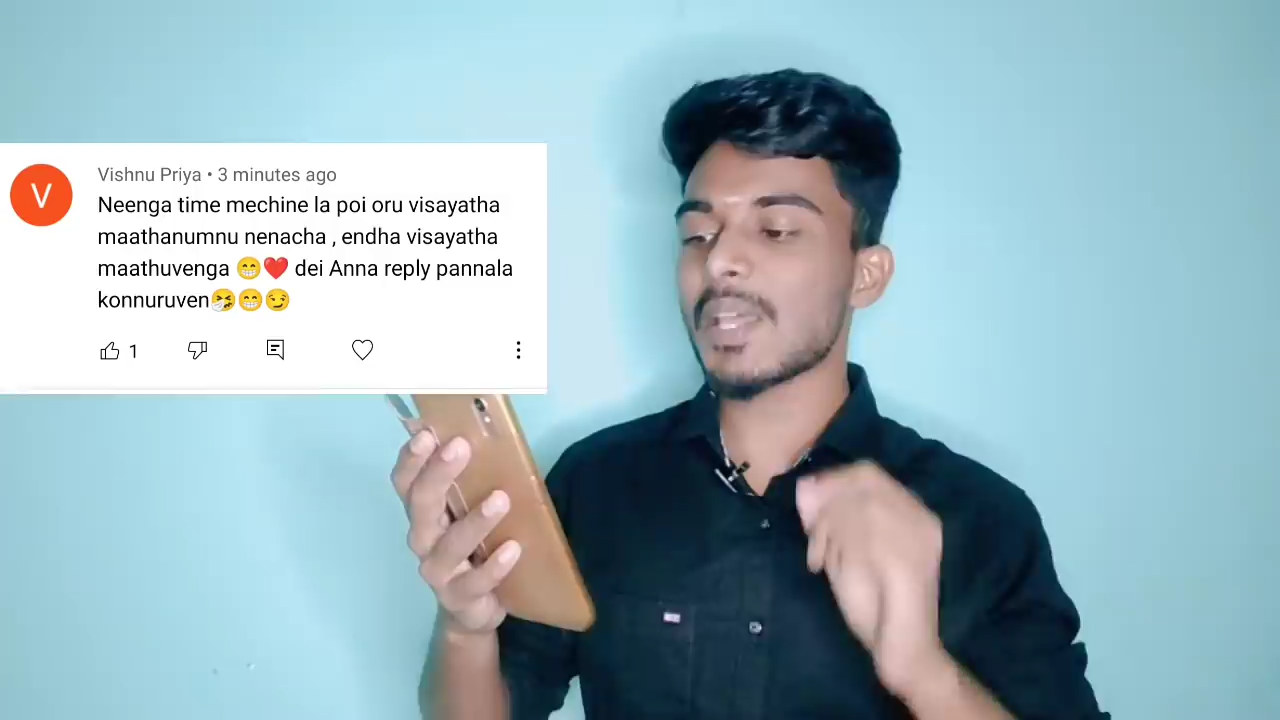 V
Vishnu Priya • 3 minutes ago
Neenga time mechine la poi oru visayatha
maathanumnu nenacha , endha visayatha
maathuvenga 😁❤️ dei Anna reply pannala
konnuruven🤧😁😏
1